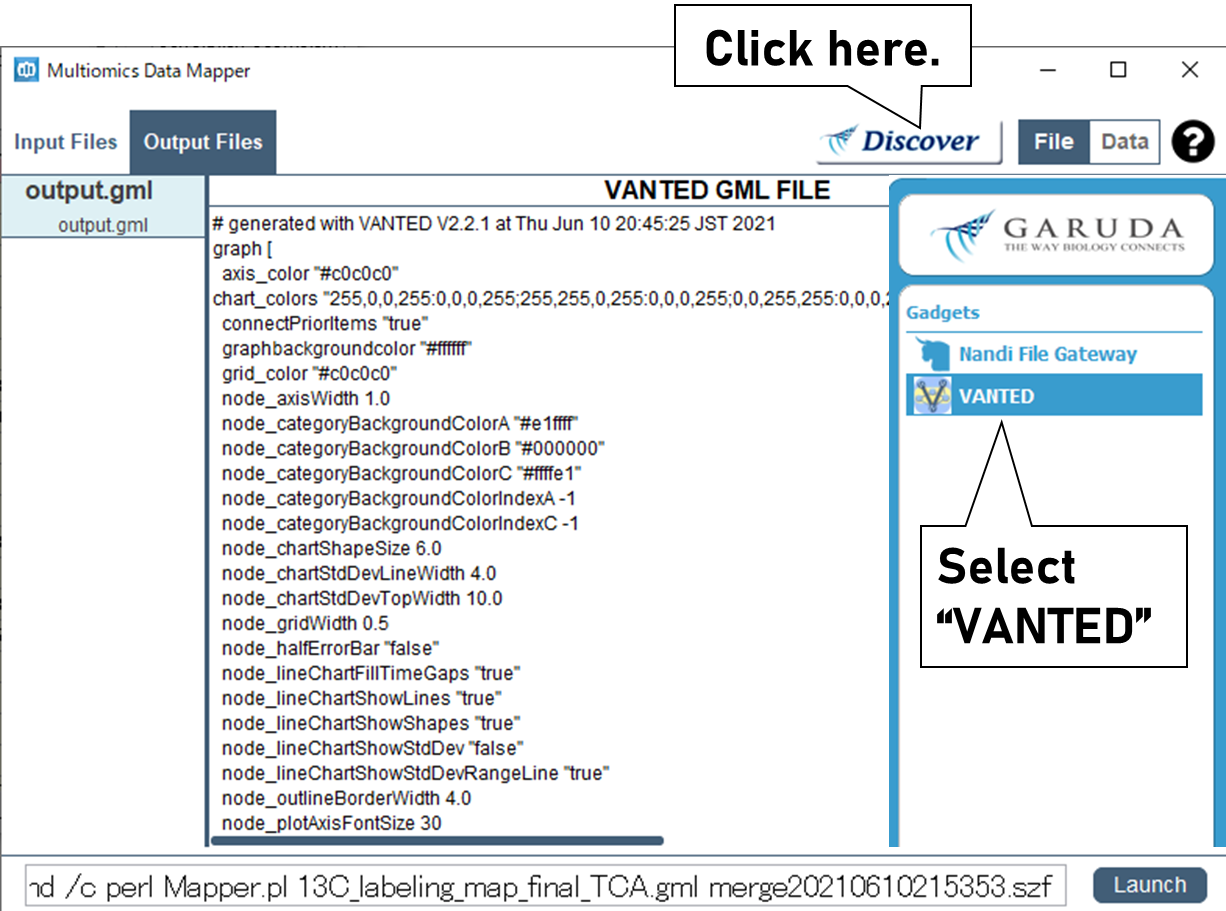 Click here.
Multiomics Data Mapper
Input Files
Output Files
Discover
File
Data
?
output.gml
output.gml
VANTED GML FILE
# generated with VANTED V2.2.1 at Thu Jun 10 20:45:25 JST 2021
graph [
axis_color "#c0c0c0"
chart_colors "255,0,0,255:0,0,0,255;255,255,0,255:0,0,0,255;0,0,255,255:0,0,0,
connectPriorItems "true"
graphbackgroundcolor "#ffffff"
grid_color "#c0c0c0"
node_axisWidth 1.0
node_categoryBackgroundColorA "#e1ffff"
node_categoryBackgroundColorB "#000000"
node_categoryBackgroundColorC "#ffffe1"
node_categoryBackgroundColorIndexA -1
node_categoryBackgroundColorIndexC -1
node_chartShapeSize 6.0
node_chartStdDevLineWidth 4.0
node_chartStdDevTopWidth 10.0
node_gridWidth 0.5
node_halfErrorBar "false"
node_lineChartFillTimeGaps "true"
node_lineChartShowLines "true"
node_lineChartShowShapes "true"
node_lineChartShowStdDev "false"
node_lineChartShowStdDevRangeLine "true"
node_outlineBorderWidth 4.0
node_plotAxisFontSize 30
GARUDA
THE WAY BIOLOGY CONNECTS
Gadgets
Nandi File Gateway
VANTED
Select
“VANTED”
nd /c perl Mapper.pl 13C_labeling_map_final_TCA.gml merge20210610215353.szf
Launch